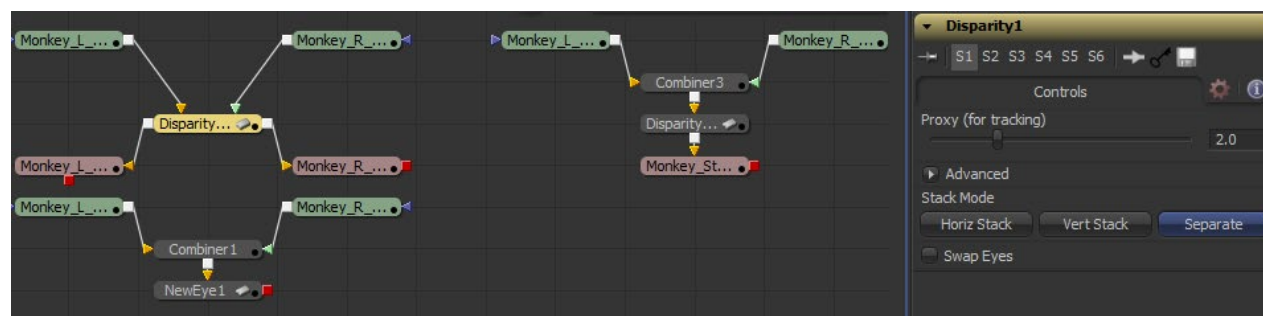 Monkey_L_...
Monkey_R_...
Monkey_L_...
Monkey_R_...
Combiner3
Disparity...
Disparity...
Monkey_L_...
Monkey_R_...
Monkey_St...
Monkey_L_...
Monkey_R_...
Combiner1
NewEye1
Disparity1
S1 S2 S3 S4 S5 S6
Controls
Proxy (for tracking)
2.0
Advanced
Stack Mode
Horiz Stack Vert Stack Separate
Swap Eyes